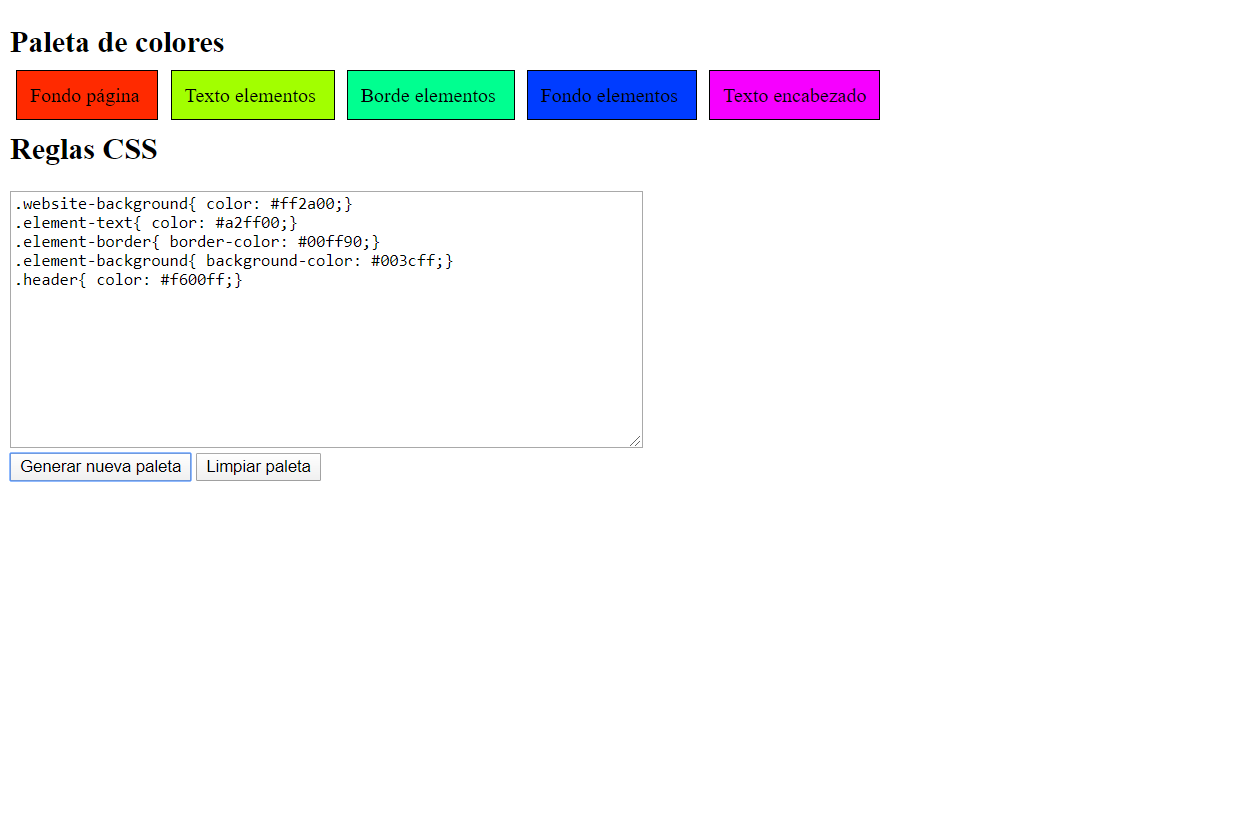 Paleta de colores
Fondo página Texto elementos Borde elementos Fondo elementos Texto encabezado
Reglas CSS
.website-background{ color: #ff2a00;}
.element-text{ color: #a2ff00;}
.element-border{ border-color: #00ff90;}
.element-background{ background-color: #003cff;}
.header{ color: #f600ff;}
Generar nueva paleta Limpiar paleta